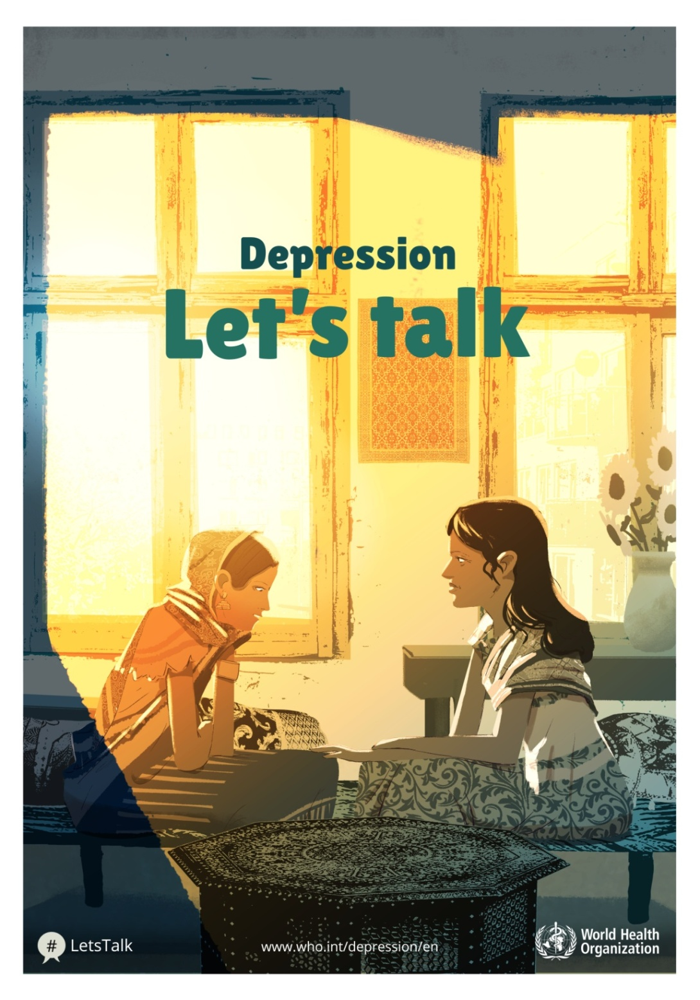 Depression
Let's talk
# LetsTalk
www.who.int/depression/en
World Health
Organization